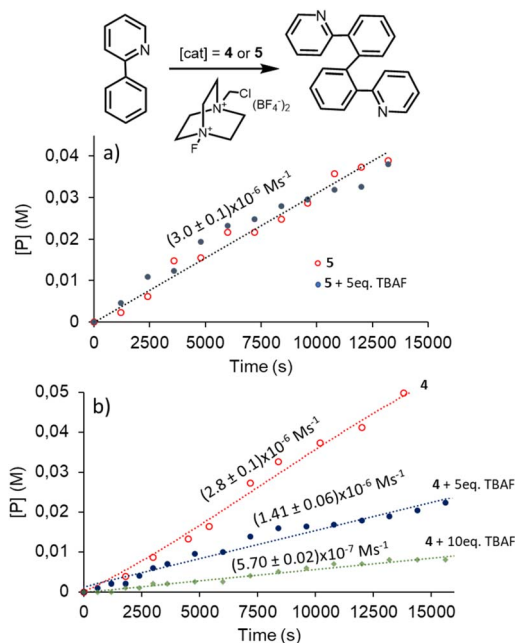 N
[cat] = 4 or 5
Cl
N+
(BF4-)2
N+
F
N
N
a)
[P] (M)
0,04
0,03
0,02
0,01
0
(3.0 ± 0.1)x10-6 Ms-1
5
5 + 5eq. TBAF
0 2500 5000 7500 10000 12500 15000
Time (s)
b)
[P] (M)
0,05
0,04
0,03
0,02
0,01
0
4
(2.8 ± 0.1)x10-6 Ms-1
(1.41 ± 0.06)x10-6 Ms-1
4 + 5eq. TBAF
(5.70 ± 0.02)x10-7 Ms-1
4 + 10eq. TBAF
0 2500 5000 7500 10000 12500 15000
Time (s)